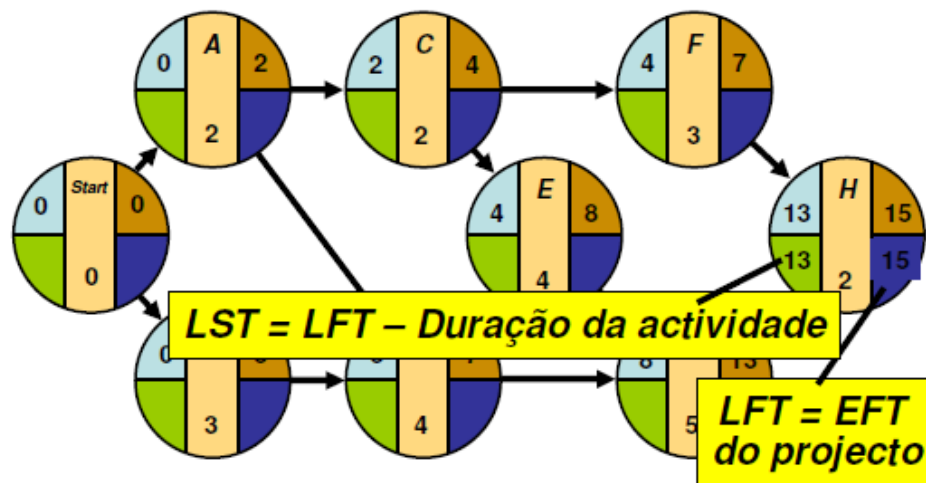 A
C
F
0 2
2 4
4 7
2
2
3
Start
0 0
0
E
4 8
4
H
13 15
13 15
2
LST = LFT – Duração da actividade
0
8 13
3
4
5
LFT = EFT
do projecto